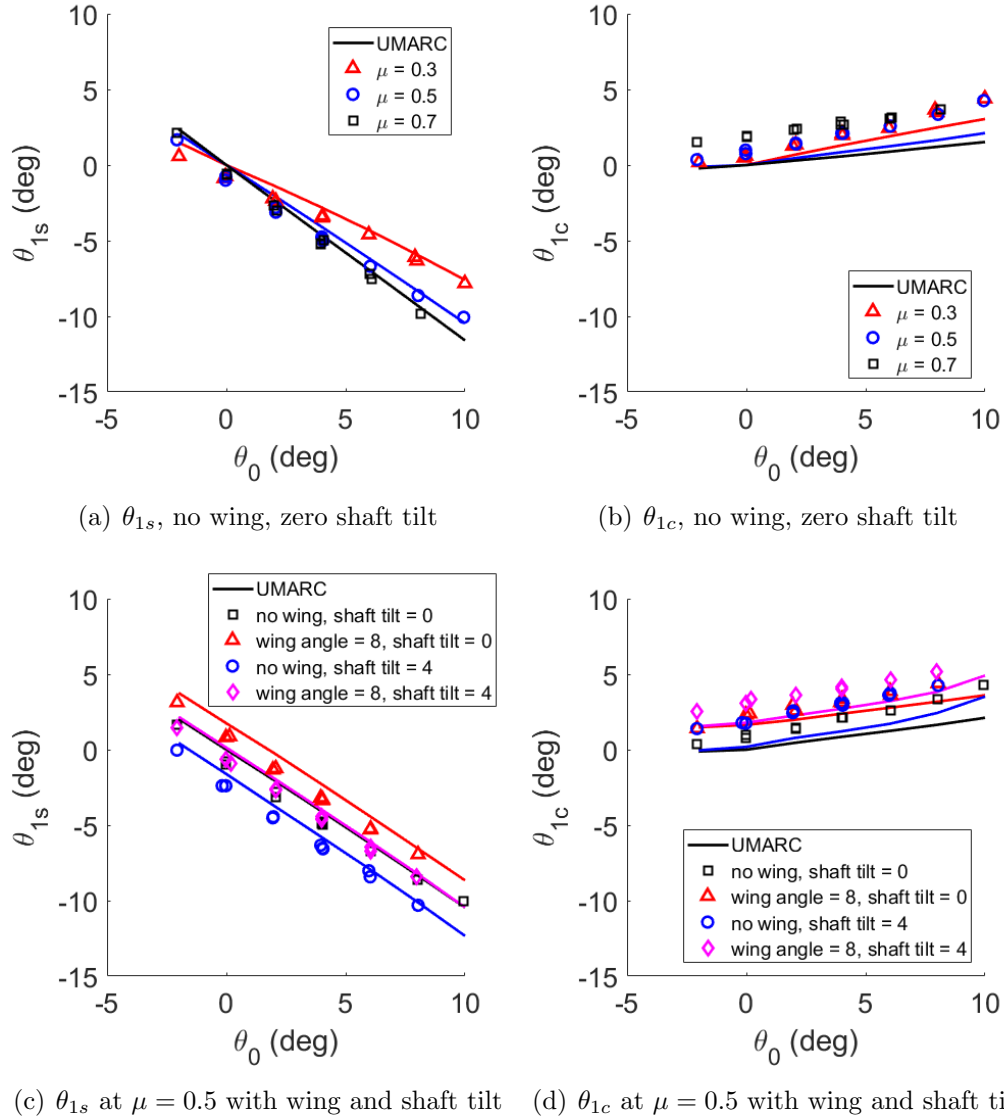 10
5
0
-5
-10
-15
-5 0 5 10
θ1s (deg)
θ0 (deg)
UMARC
μ = 0.3
μ = 0.5
μ = 0.7
(a) θ1s, no wing, zero shaft tilt
10
5
0
-5
-10
-15
-5 0 5 10
θ1c (deg)
θ0 (deg)
UMARC
μ = 0.3
μ = 0.5
μ = 0.7
(b) θ1c, no wing, zero shaft tilt
10
5
0
-5
-10
-15
-5 0 5 10
θ1s (deg)
θ0 (deg)
UMARC
no wing, shaft tilt = 0
wing angle = 8, shaft tilt = 0
no wing, shaft tilt = 4
wing angle = 8, shaft tilt = 4
(c) θ1s at μ = 0.5 with wing and shaft tilt
10
5
0
-5
-10
-15
-5 0 5 10
θ1c (deg)
θ0 (deg)
UMARC
no wing, shaft tilt = 0
wing angle = 8, shaft tilt = 0
no wing, shaft tilt = 4
wing angle = 8, shaft tilt = 4
(d) θ1c at μ = 0.5 with wing and shaft ti